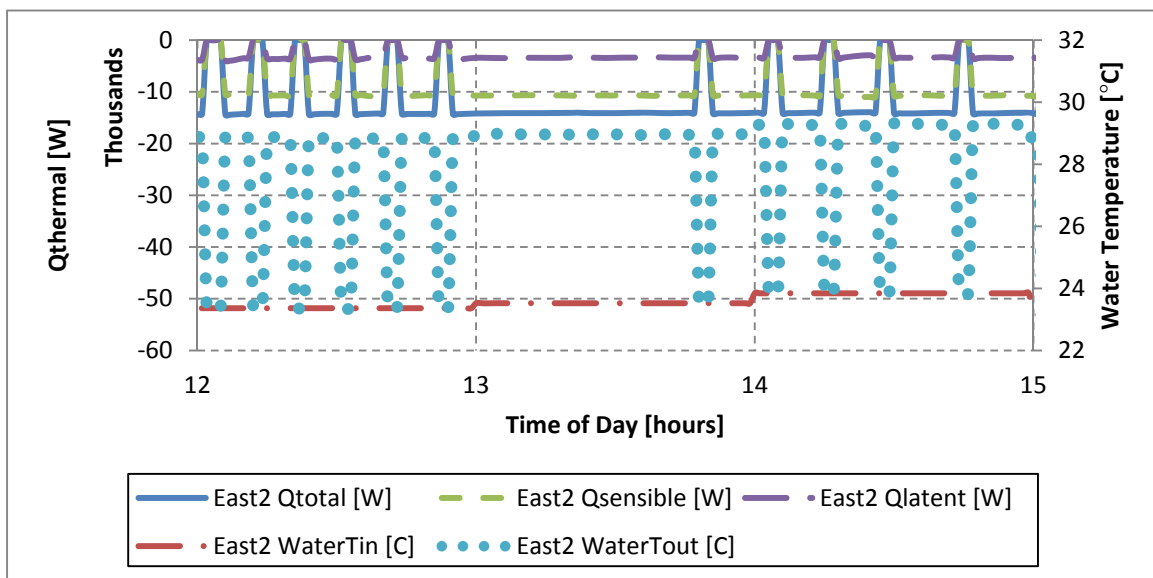 Qthermal [W]
Thousands
0
-10
-20
-30
-40
-50
-60
32
30
28
26
24
22
Water Temperature [°C]
12 13 14 15
Time of Day [hours]
East2 Qtotal [W] East2 Qsensible [W] East2 Qlatent [W]
East2 WaterTin [C] East2 WaterTout [C]